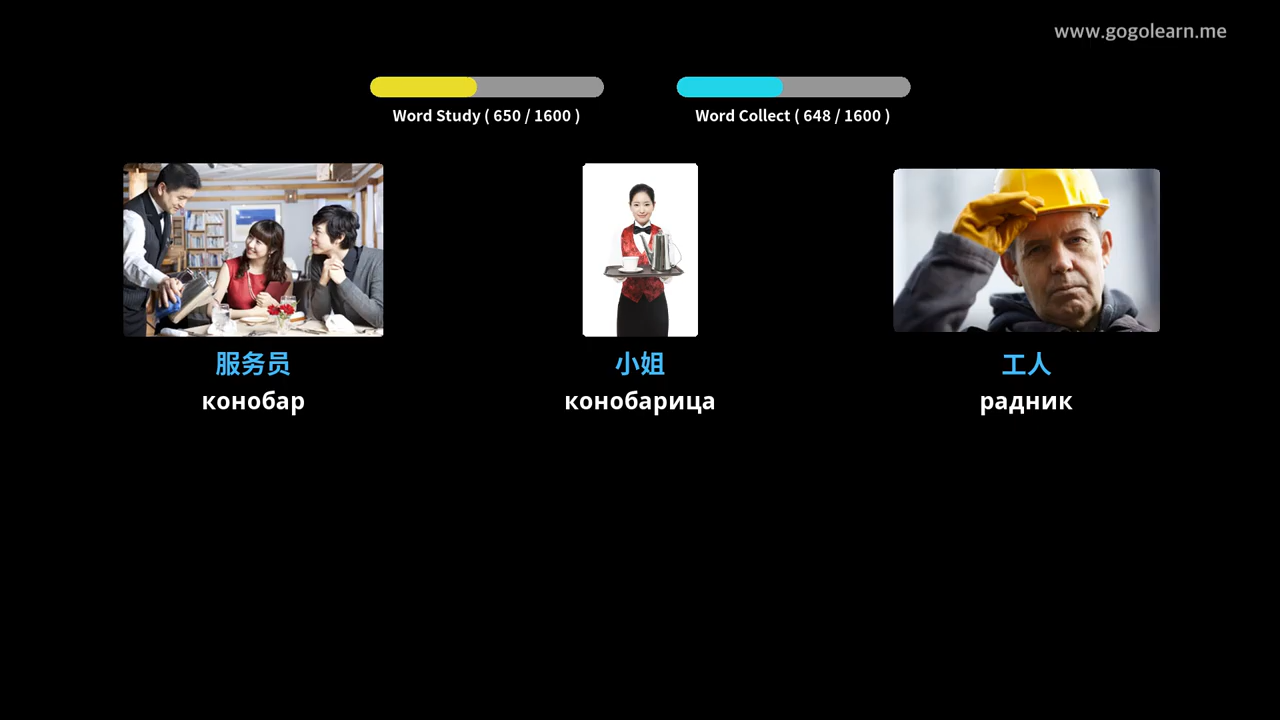 www.gogolearn.me
Word Study ( 650 / 1600 )
Word Collect ( 648 / 1600 )
服务员
конобар
小姐
конобарица
工人
радник